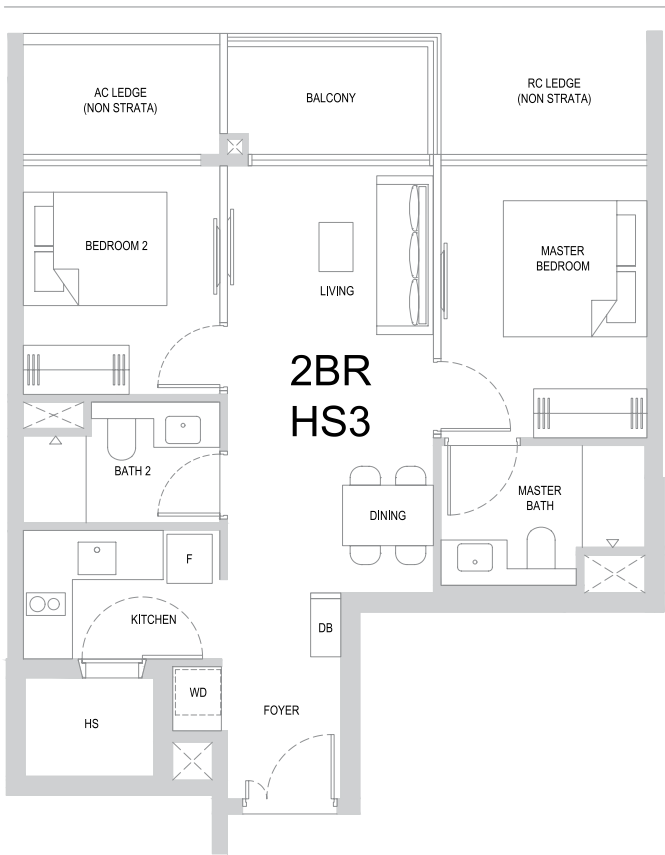 AC LEDGE
(NON STRATA)
BALCONY
RC LEDGE
(NON STRATA)
BEDROOM 2
LIVING
MASTER
BEDROOM
2BR
HS3
BATH 2
DINING
MASTER
BATH
F
KITCHEN
DB
WD
HS
FOYER